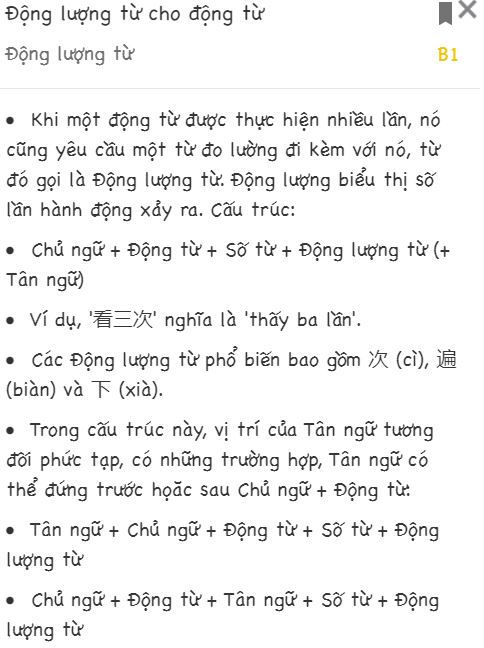 Động lượng từ cho động từ
Động lượng từ
B1
• Khi một động từ được thực hiện nhiều lần, nó
cũng yêu cầu một từ đo lường đi kèm với nó, từ
đó gọi là Động lượng từ. Động lượng biểu thị số
lần hành động xảy ra. Cấu trúc:
• Chủ ngữ + Động từ + Số từ + Động lượng từ (+
Tân ngữ)
• Ví dụ, '看三次' nghĩa là 'thấy ba lần'.
• Các Động lượng từ phổ biến bao gồm 次 (cì), 遍
(biàn) và 下 (xià).
• Trong cấu trúc này, vị trí của Tân ngữ tương
đối phức tạp, có những trường hợp, Tân ngữ có
thể đứng trước hoặc sau Chủ ngữ + Động từ:
• Tân ngữ + Chủ ngữ + Động từ + Số từ + Động
lượng từ
• Chủ ngữ + Động từ + Tân ngữ + Số từ + Động
lượng từ